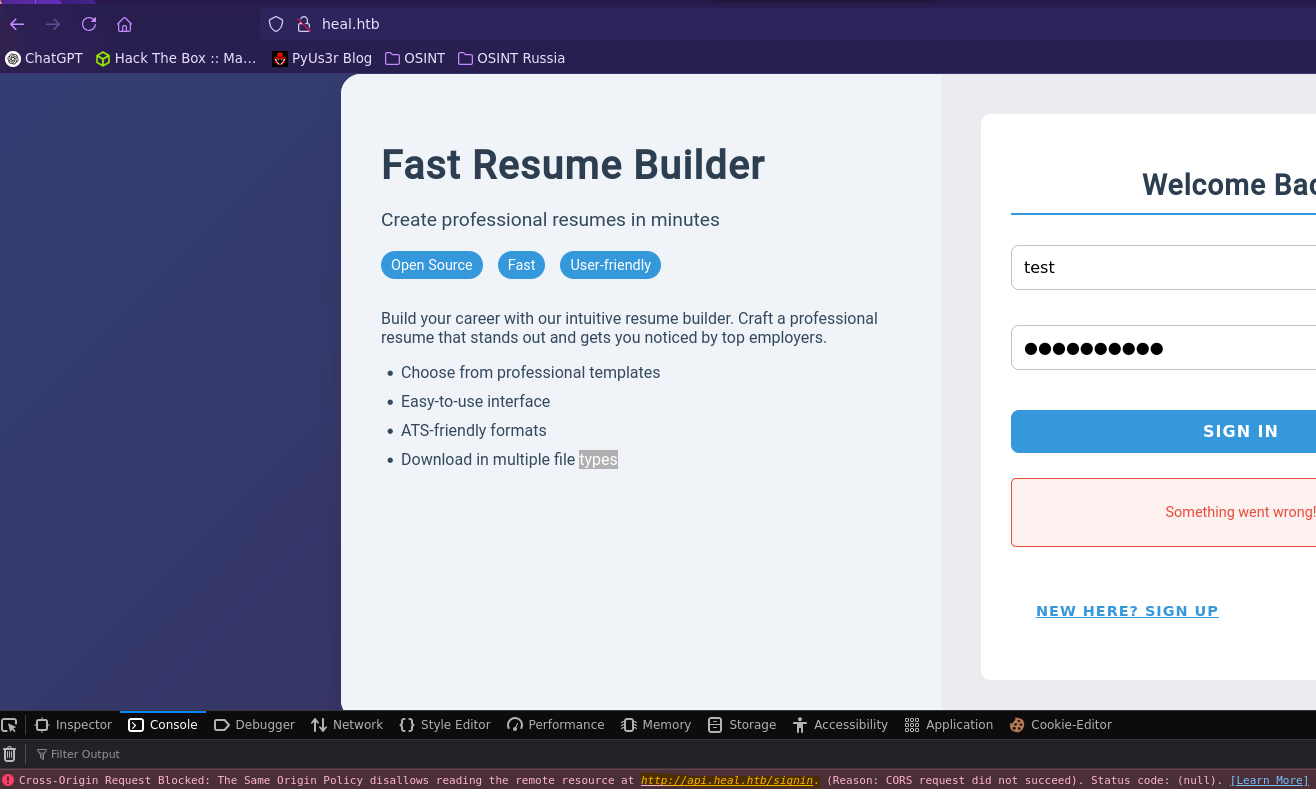 heal.htb
ChatGPT Hack The Box :: Ma... PyUs3r Blog OSINT OSINT Russia
Fast Resume Builder
Create professional resumes in minutes
Open Source Fast User-friendly
Build your career with our intuitive resume builder. Craft a professional
resume that stands out and gets you noticed by top employers.
• Choose from professional templates
• Easy-to-use interface
• ATS-friendly formats
• Download in multiple file types
Welcome Bac
test
●●●●●●●●●●
SIGN IN
Something went wrong!
NEW HERE? SIGN UP
Inspector Console Debugger Network Style Editor Performance Memory Storage Accessibility Application Cookie-Editor
Filter Output
Cross-Origin Request Blocked: The Same Origin Policy disallows reading the remote resource at http://api.heal.htb/signin. (Reason: CORS request did not succeed). Status code: (null). [Learn More]